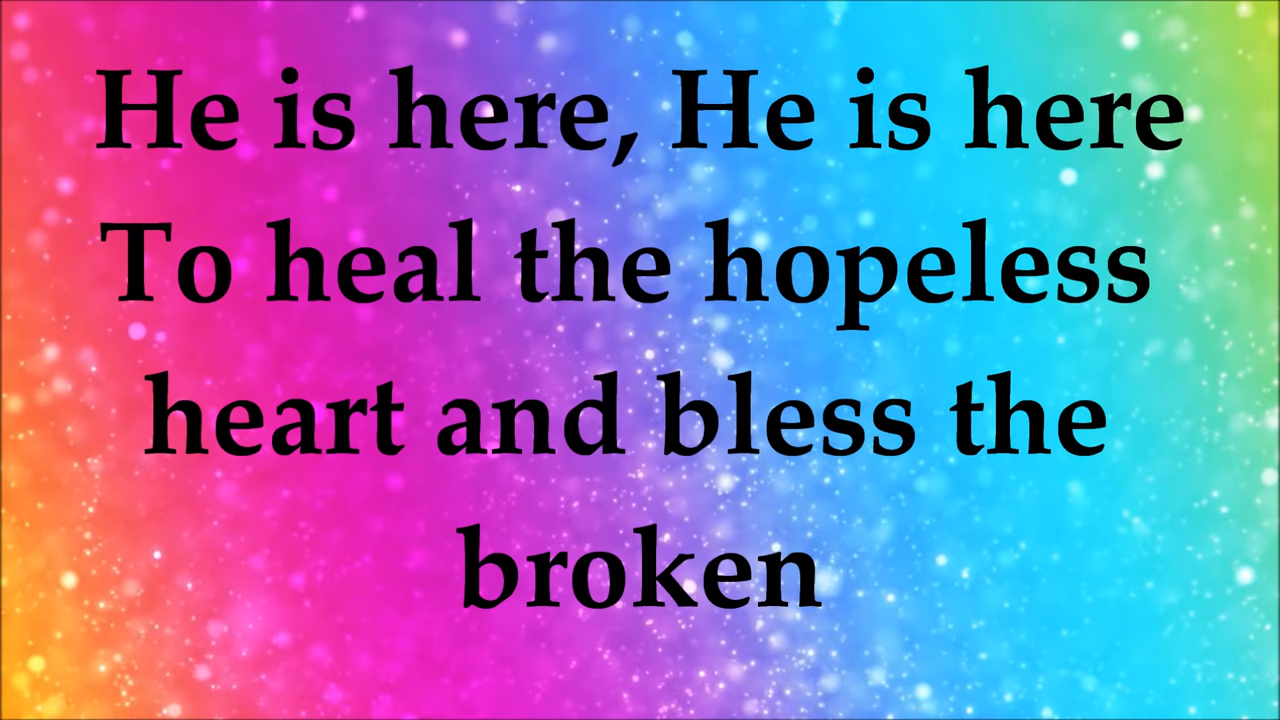 He is here, He is here
To heal the hopeless
heart and bless the
broken